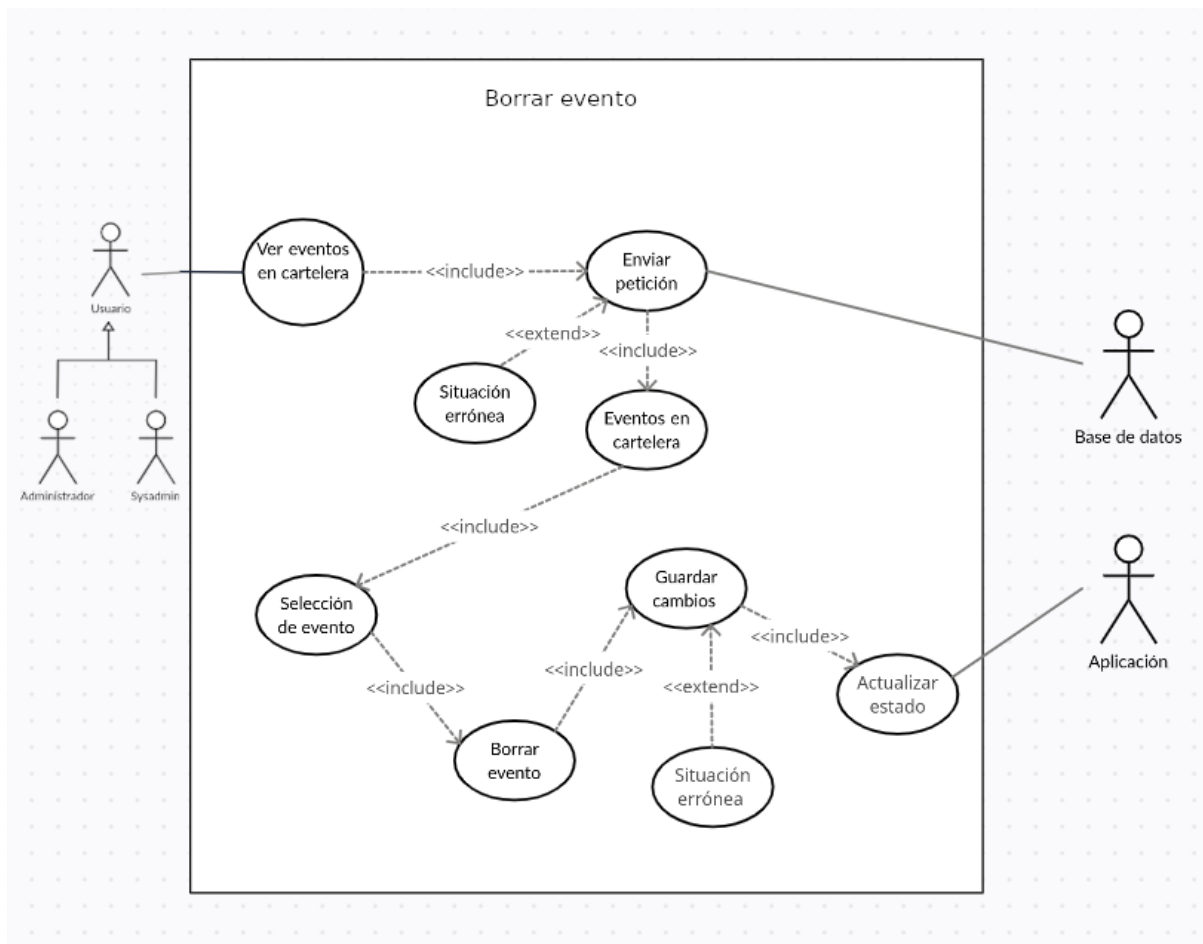 Borrar evento
Ver eventos
en cartelera
<<include>>
Enviar
petición
<<extend>>
<<include>>
Usuario
Situación
errónea
Eventos en
cartelera
Administrador
Sysadmin
Base de datos
<<include>>
Selección
de evento
Guardar
cambios
<<include>>
<<include>>
<<include>>
<<extend>>
Aplicación
Actualizar
estado
Borrar
evento
Situación
errónea